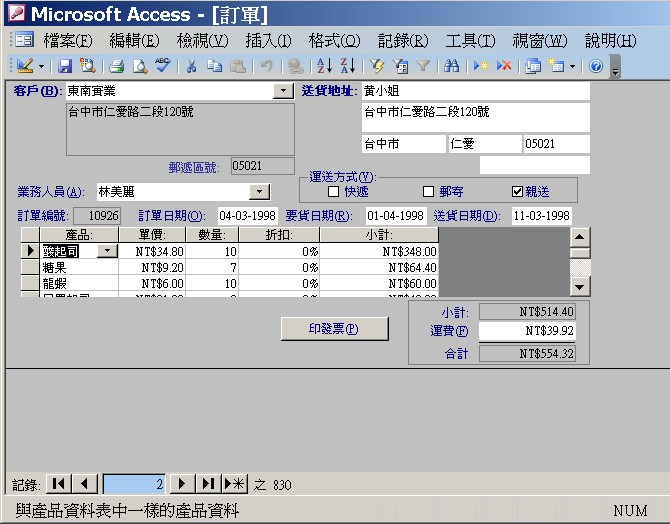 Microsoft Access - [訂單]
檔案(F) 編輯(E) 檢視(V) 插入(I) 格式(O) 記錄(R) 工具(T) 視窗(W) 說明(H)
客戶(B): 東南實業 送貨地址: 黃小姐
台中市仁愛路二段120號 台中市仁愛路二段120號
台中市 仁愛 05021
郵遞區號: 05021
運送方式(V):
業務人員(A): 林美麗 快遞 郵寄 親送
訂單編號: 10926 訂單日期(O): 04-03-1998 要貨日期(R): 01-04-1998 送貨日期(D): 11-03-1998
產品: 單價: 數量: 折扣: 小計:
酸起司 NT$34.80 10 0% NT$348.00
糖果 NT$9.20 7 0% NT$64.40
龍蝦 NT$6.00 10 0% NT$60.00
小計: NT$514.40
印發票(P) 運費(F) NT$39.92
合計 NT$554.32
記錄: 2 之 830
與產品資料表中一樣的產品資料 NUM